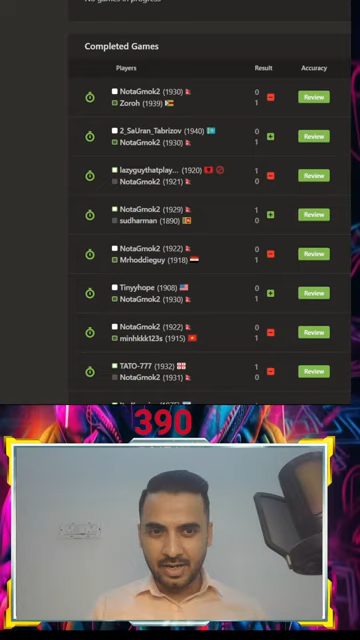 Completed Games
Players Result Accuracy
NotaGmok2 (1930) 0
Zoroh (1939) 1
Review
2_SaUran_Tabrizov (1940) 0
NotaGmok2 (1930) 1
Review
lazyguythatplay... (1920) 1
NotaGmok2 (1921) 0
Review
NotaGmok2 (1929) 1
sudharman (1890) 0
Review
NotaGmok2 (1922) 0
Mrhoddieguy (1918) 1
Review
Tinyyhope (1908) 0
NotaGmok2 (1930) 1
Review
NotaGmok2 (1922) 0
minhkkk123s (1915) 1
Review
TATO-777 (1932) 1
NotaGmok2 (1931) 0
Review
390